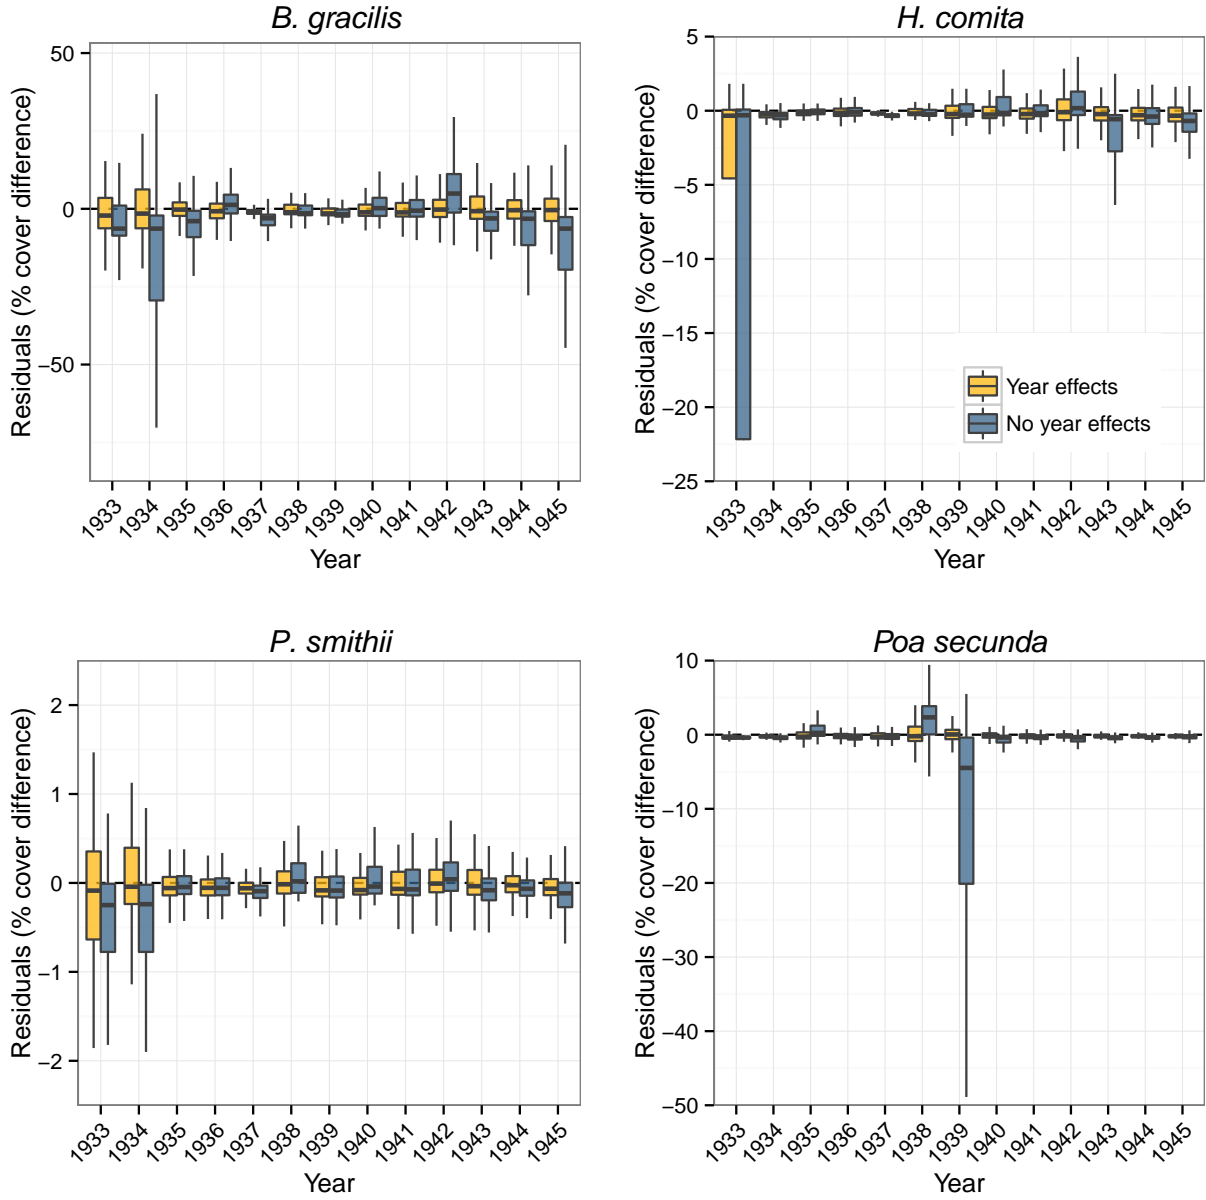 B. gracilis
Residuals (% cover difference)
50
0
−50
1933 1934 1935 1936 1937 1938 1939 1940 1941 1942 1943 1944 1945
Year
H. comita
Residuals (% cover difference)
5
0
−5
−10
−15
−20
−25
Year effects
No year effects
1933 1934 1935 1936 1937 1938 1939 1940 1941 1942 1943 1944 1945
Year
P. smithii
Residuals (% cover difference)
2
1
0
−1
−2
1933 1934 1935 1936 1937 1938 1939 1940 1941 1942 1943 1944 1945
Year
Poa secunda
Residuals (% cover difference)
10
0
−10
−20
−30
−40
−50
1933 1934 1935 1936 1937 1938 1939 1940 1941 1942 1943 1944 1945
Year